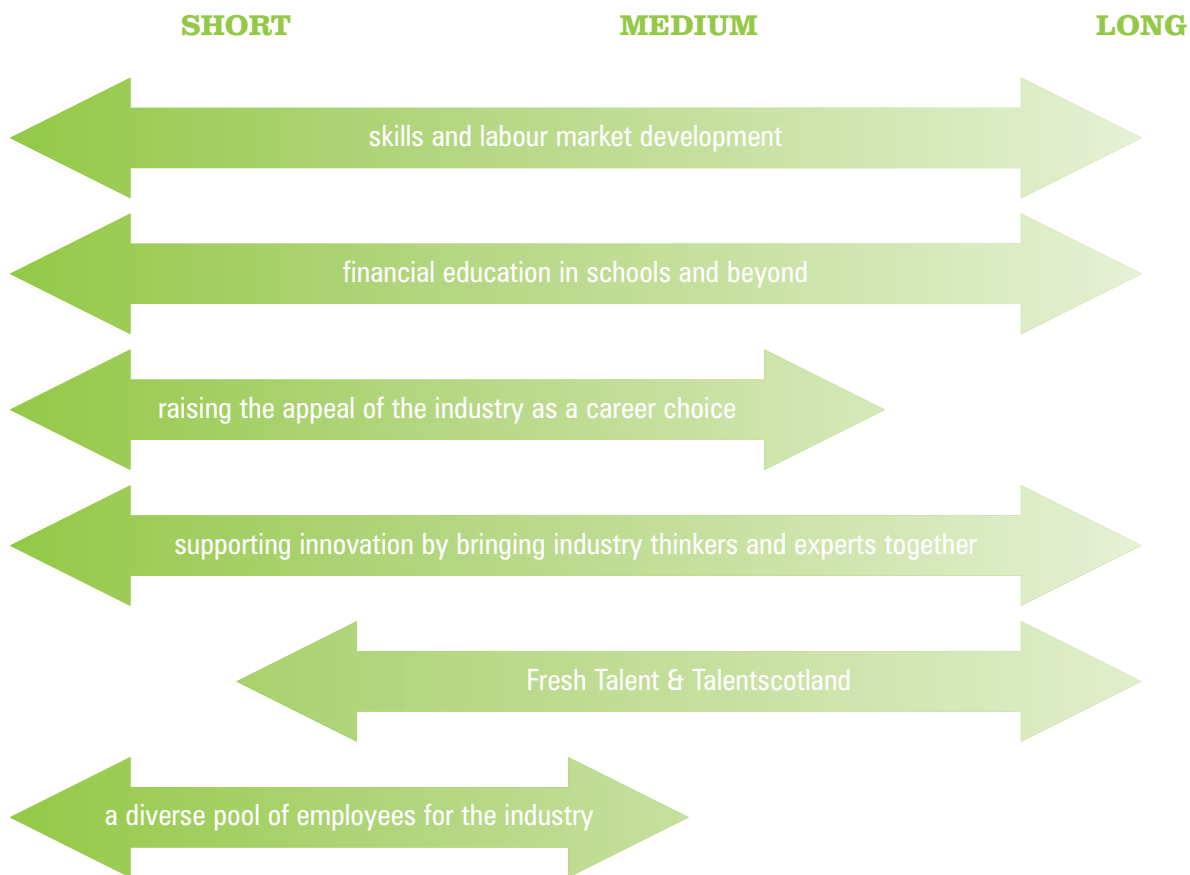 SHORT MEDIUM LONG
skills and labour market development
financial education in schools and beyond
raising the appeal of the industry as a career choice
supporting innovation by bringing industry thinkers and experts together
Fresh Talent & Talentscotland
a diverse pool of employees for the industry